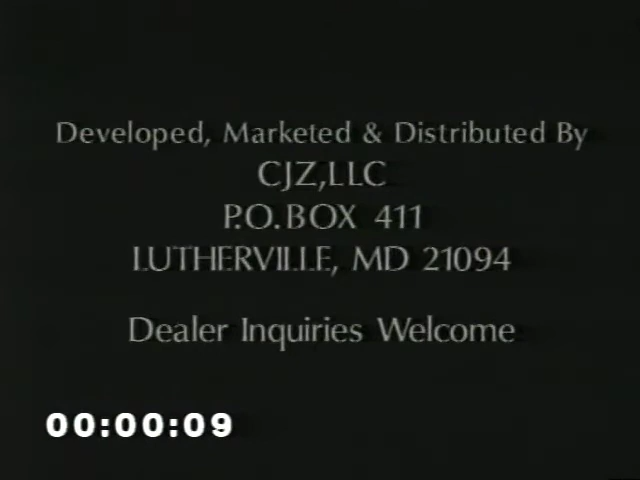 Developed, Marketed & Distributed By
CJZ,LLC
P.O.BOX 411
LUTHERVILLE, MD 21094
Dealer Inquiries Welcome
00:00:09